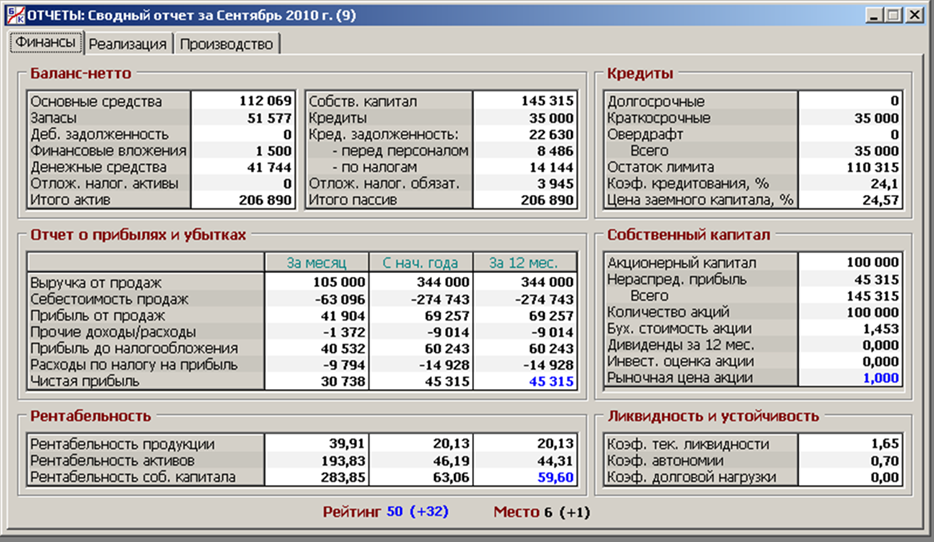 ОТЧЕТЫ: Сводный отчет за Сентябрь 2010 г. (9)
Финансы Реализация Производство
Баланс-нетто
Основные средства 112 069
Запасы 51 577
Деб. задолженность 0
Финансовые вложения 1 500
Денежные средства 41 744
Отлож. налог. активы 0
Итого актив 206 890
Собств. капитал 145 315
Кредиты 35 000
Кред. задолженность: 22 630
- перед персоналом 8 486
- по налогам 14 144
Отлож. налог. обязат. 3 945
Итого пассив 206 890
Кредиты
Долгосрочные 0
Краткосрочные 35 000
Овердрафт 0
Всего 35 000
Остаток лимита 110 315
Коэф. кредитования, % 24,1
Цена заемного капитала, % 24,57
Отчет о прибылях и убытках
За месяц С нач. года За 12 мес.
Выручка от продаж 105 000 344 000 344 000
Себестоимость продаж -63 096 -274 743 -274 743
Прибыль от продаж 41 904 69 257 69 257
Прочие доходы/расходы -1 372 -9 014 -9 014
Прибыль до налогообложения 40 532 60 243 60 243
Расходы по налогу на прибыль -9 794 -14 928 -14 928
Чистая прибыль 30 738 45 315 45 315
Собственный капитал
Акционерный капитал 100 000
Нераспред. прибыль 45 315
Всего 145 315
Количество акций 100 000
Бух. стоимость акции 1,453
Дивиденды за 12 мес. 0,000
Инвест. оценка акции 0,000
Рыночная цена акции 1,000
Рентабельность
Рентабельность продукции 39,91 20,13 20,13
Рентабельность активов 193,83 46,19 44,31
Рентабельность соб. капитала 283,85 63,06 59,60
Ликвидность и устойчивость
Коэф. тек. ликвидности 1,65
Коэф. автономии 0,70
Коэф. долговой нагрузки 0,00
Рейтинг 50 (+32) Место 6 (+1)